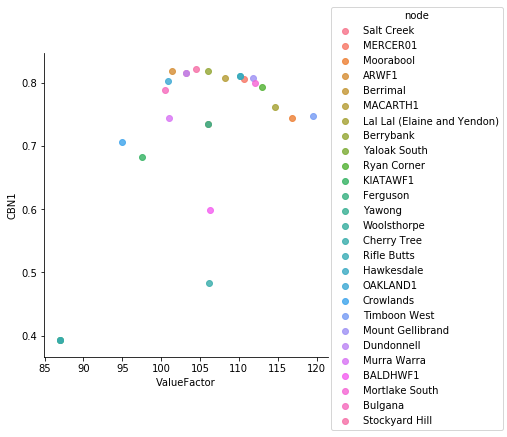 node
Salt Creek
MERCER01
Moorabool
ARWF1
Berrimal
MACARTH1
Lal Lal (Elaine and Yendon)
Berrybank
Yaloak South
Ryan Corner
KIATAWF1
Ferguson
Yawong
Woolsthorpe
Cherry Tree
Rifle Butts
Hawkesdale
OAKLAND1
Crowlands
Timboon West
Mount Gellibrand
Dundonnell
Murra Warra
BALDHWF1
Mortlake South
Bulgana
Stockyard Hill
CBN1
0.8
0.7
0.6
0.5
0.4
85 90 95 100 105 110 115 120
ValueFactor